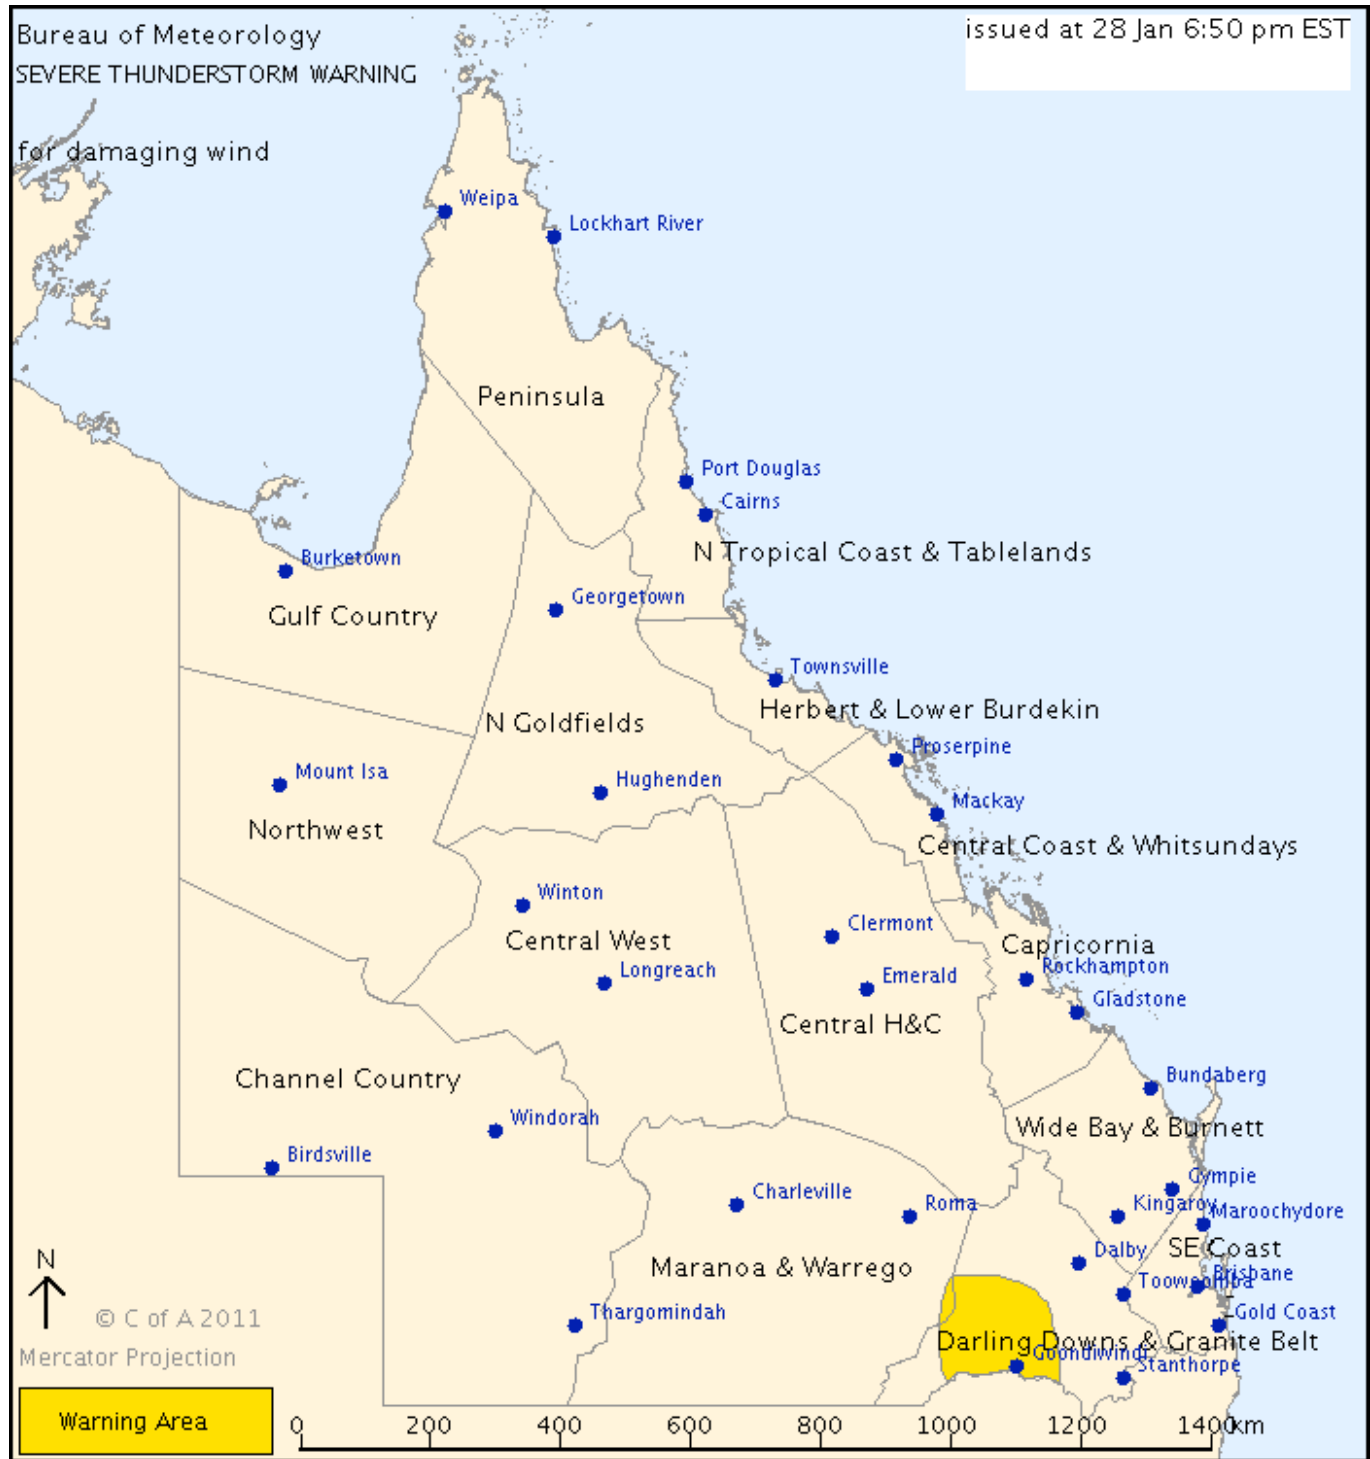 Bureau of Meteorology
issued at 28 Jan 6:50 pm EST
SEVERE THUNDERSTORM WARNING
for damaging wind
Weipa
Lockhart River
Peninsula
Port Douglas
Cairns
N Tropical Coast & Tablelands
Burketown
Georgetown
Gulf Country
Townsville
Herbert & Lower Burdekin
N Goldfields
Proserpine
Mount Isa
Hughenden
Mackay
Northwest
Central Coast & Whitsundays
Winton
Clermont
Central West
Capricornia
Rockhampton
Longreach
Emerald
Gladstone
Central H&C
Channel Country
Bundaberg
Windorah
Wide Bay & Burnett
Birdsville
Gympie
Charleville
Roma
Kingaroy
Maroochydore
SE Coast
Dalby
Maranoa & Warrego
Brisbane
Toowoomba
N
Thargomindah
Gold Coast
© C of A 2011
Darling Downs & Granite Belt
Goondiwindi
Mercator Projection
Stanthorpe
Warning Area
0 200 400 600 800 1000 1200 1400km